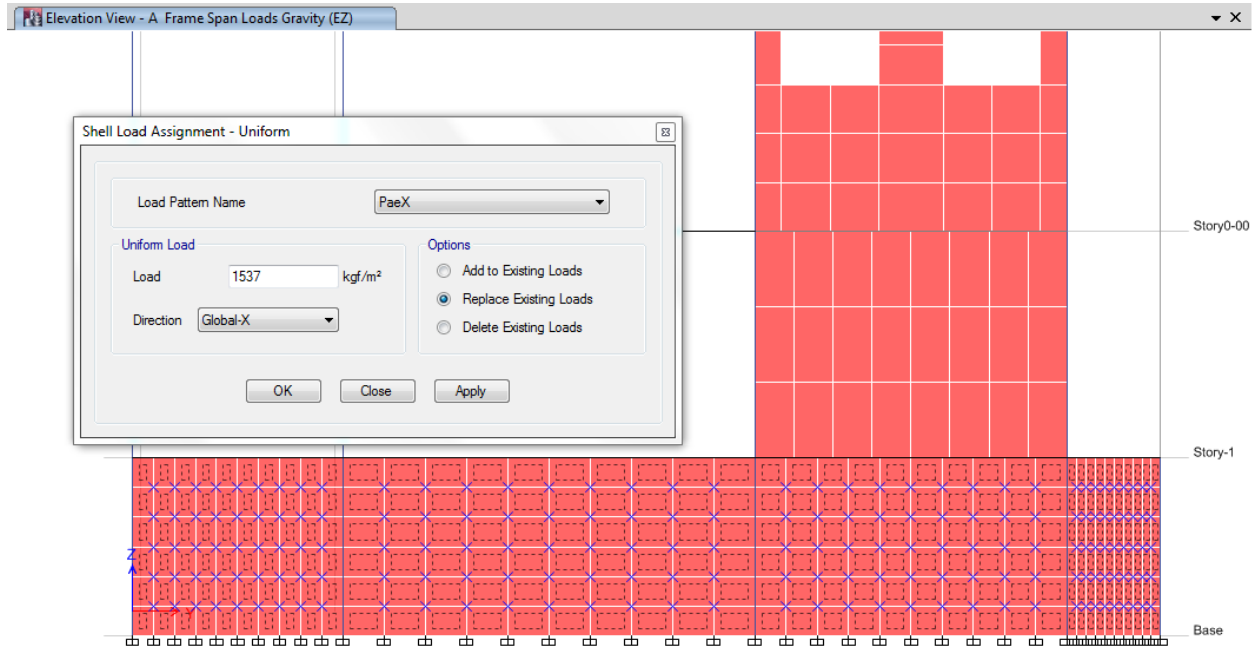 Elevation View - A Frame Span Loads Gravity (EZ)
Shell Load Assignment - Uniform
Load Pattern Name PaeX
Uniform Load
Load 1537 kgf/m²
Direction Global-X
Options
Add to Existing Loads
Replace Existing Loads
Delete Existing Loads
OK Close Apply
Story0-00
Story-1
Z
Y
Base